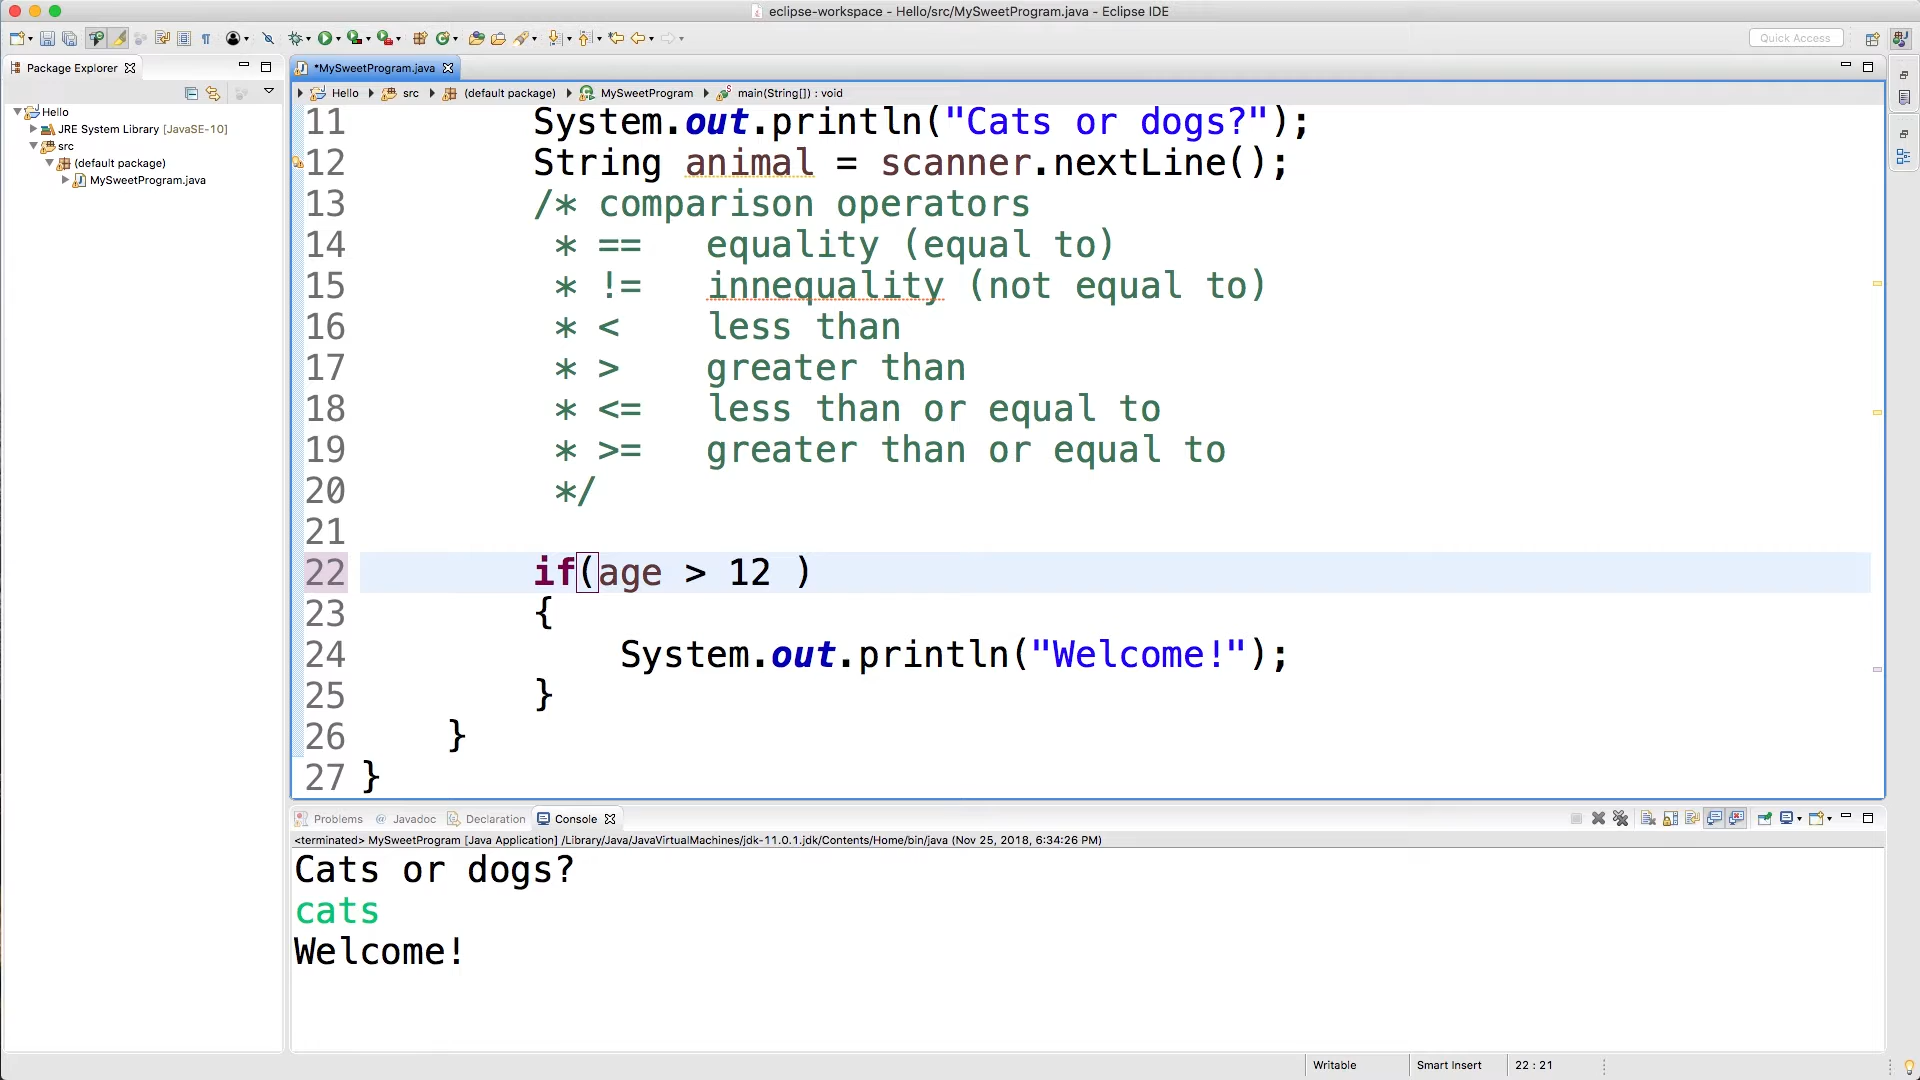 eclipse-workspace - Hello/src/MySweetProgram.java - Eclipse IDE
Quick Access
Package Explorer
*MySweetProgram.java
Hello
src
(default package)
MySweetProgram
main(String[]) : void
Hello
JRE System Library [JavaSE-10]
src
(default package)
MySweetProgram.java
11 System.out.println("Cats or dogs?");
12 String animal = scanner.nextLine();
13 /* comparison operators
14 * == equality (equal to)
15 * != innequality (not equal to)
16 * < less than
17 * > greater than
18 * <= less than or equal to
19 * >= greater than or equal to
20 */
21
22 if(age > 12 )
23 {
24 System.out.println("Welcome!");
25 }
26 }
27 }
Problems @ Javadoc Declaration Console
<terminated> MySweetProgram [Java Application] /Library/Java/JavaVirtualMachines/jdk-11.0.1.jdk/Contents/Home/bin/java (Nov 25, 2018, 6:34:26 PM)
Cats or dogs?
cats
Welcome!
Writable
Smart Insert
22 : 21